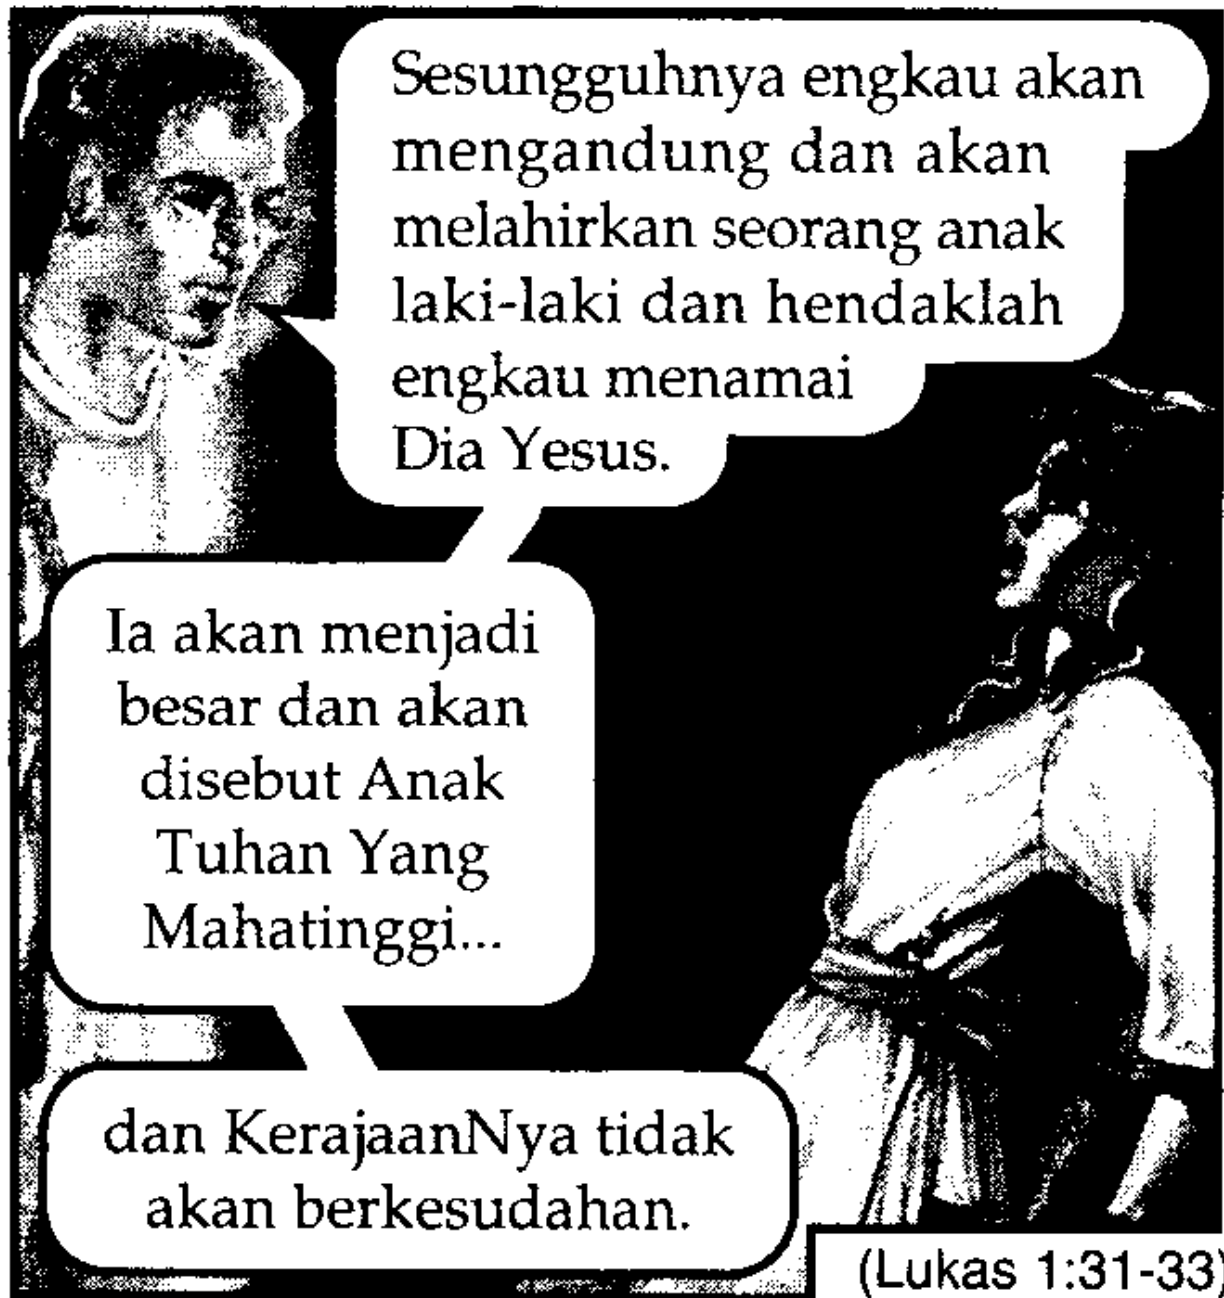 Sesungguhnya engkau akan
mengandung dan akan
melahirkan seorang anak
laki-laki dan hendaklah
engkau menamai
Dia Yesus.
Ia akan menjadi
besar dan akan
disebut Anak
Tuhan Yang
Mahatinggi...
dan KerajaanNya tidak
akan berkesudahan.
(Lukas 1:31-33)